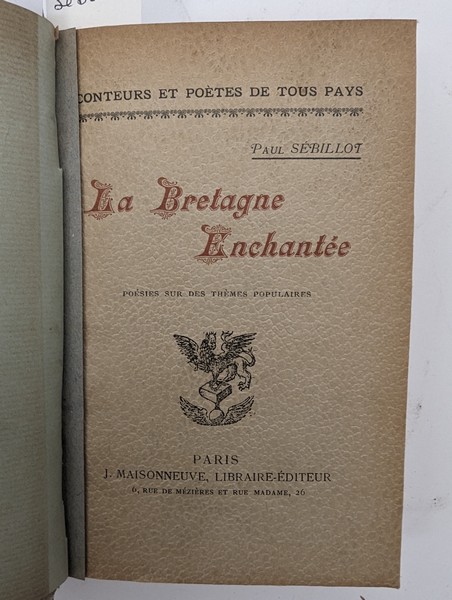 CONTEURS ET POÈTES DE TOUS PAYS
PAUL SÉBILLOT
La Bretagne
Enchantée
POÉSIES SUR DES THÈMES POPULAIRES
PARIS
J. MAISONNEUVE, LIBRAIRE-ÉDITEUR
6, RUE DE MÉZIÈRES ET RUE MADAME, 26